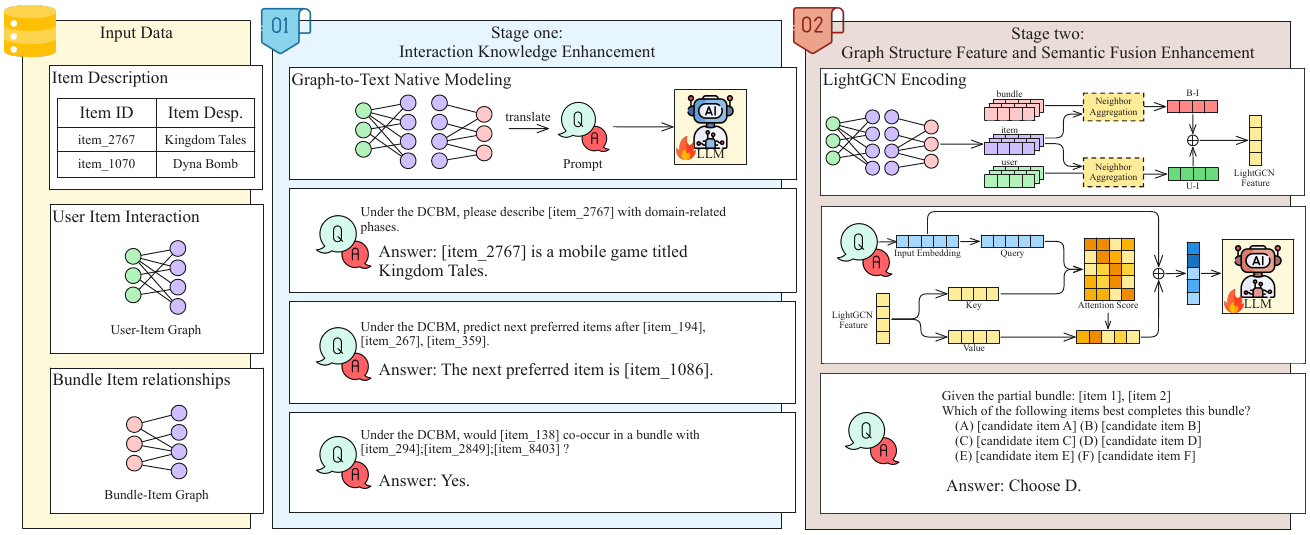 Input Data
Item Description
Item ID Item Desp.
item_2767 Kingdom Tales
item_1070 Dyna Bomb
User Item Interaction
User-Item Graph
Bundle Item relationships
Bundle-Item Graph
01
Stage one:
Interaction Knowledge Enhancement
Graph-to-Text Native Modeling
translate
Q
A
Prompt
AI
LLM
Q
A
Under the DCBM, please describe [item_2767] with domain-related
phases.
Answer: [item_2767] is a mobile game titled
Kingdom Tales.
Q
A
Under the DCBM, predict next preferred items after [item_194],
[item_267], [item_359].
Answer: The next preferred item is [item_1086].
Q
A
Under the DCBM, would [item_138] co-occur in a bundle with
[item_294];[item_2849];[item_8403] ?
Answer: Yes.
02
Stage two:
Graph Structure Feature and Semantic Fusion Enhancement
LightGCN Encoding
bundle
item
user
Neighbor
Aggregation
Neighbor
Aggregation
B-I
U-I
LightGCN
Feature
Q
A
Input Embedding
Query
LightGCN
Feature
Key
Value
Attention Score
AI
LLM
Q
A
Given the partial bundle: [item 1], [item 2]
Which of the following items best completes this bundle?
(A) [candidate item A] (B) [candidate item B]
(C) [candidate item C] (D) [candidate item D]
(E) [candidate item E] (F) [candidate item F]
Answer: Choose D.